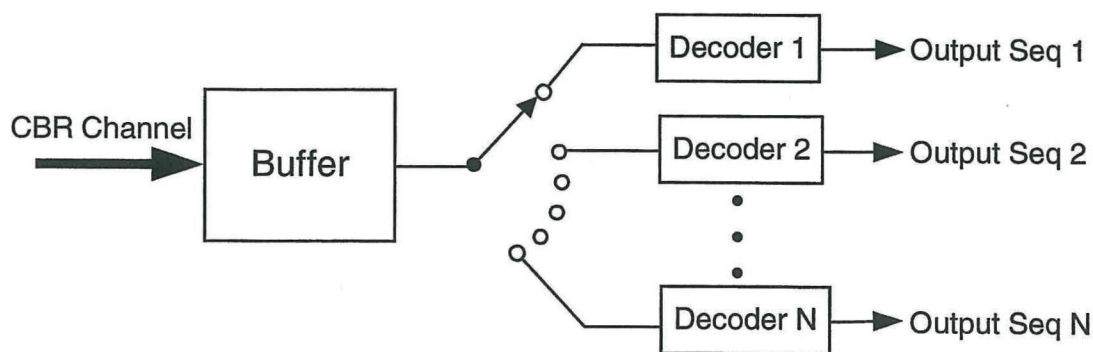 Decoder 1
Output Seq 1
CBR Channel
Buffer
Decoder 2
Output Seq 2
Decoder N
Output Seq N